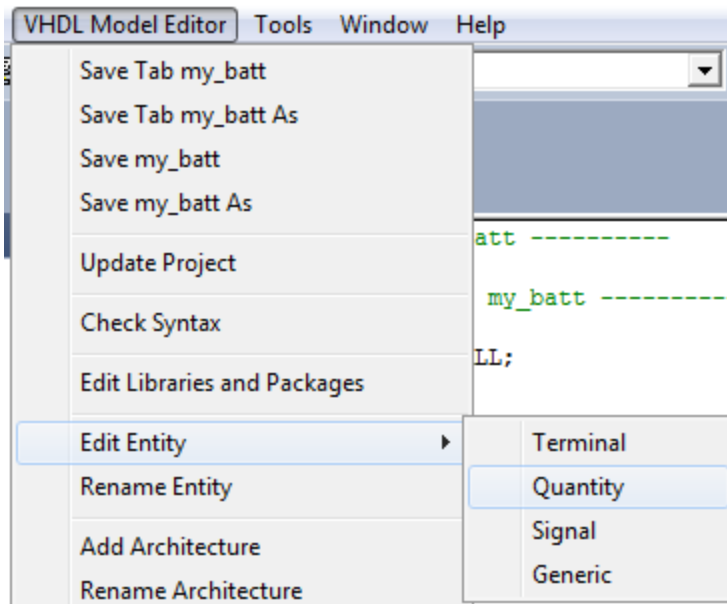 VHDL Model Editor Tools Window Help
Save Tab my_batt
Save Tab my_batt As
Save my_batt
Save my_batt As
att ----------
Update Project
my_batt ---------
Check Syntax
LL;
Edit Libraries and Packages
Edit Entity
Terminal
Rename Entity
Quantity
Signal
Add Architecture
Generic
Rename Architecture